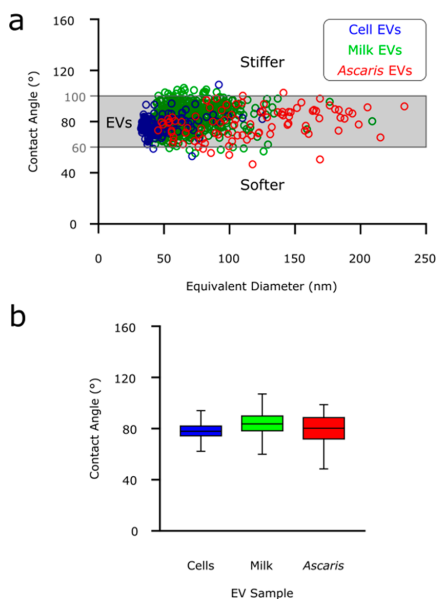 a
160
120
100
80
60
40
0
Contact Angle (°)
Cell EVs
Milk EVs
Ascaris EVs
Stiffer
EVs
Softer
0 50 100 150 200 250
Equivalent Diameter (nm)
b
160
120
80
40
0
Contact Angle (°)
Cells Milk Ascaris
EV Sample